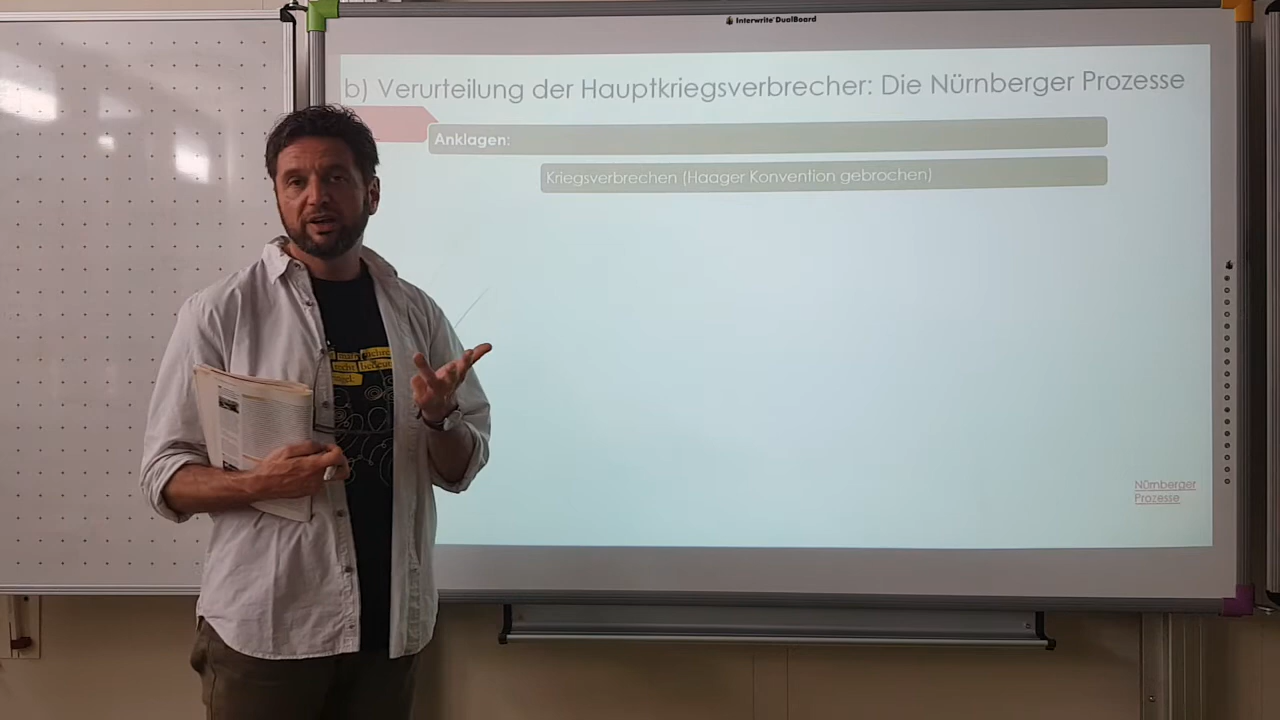 Interwrite DualBoard
b) Verurteilung der Hauptkriegsverbrecher: Die Nürnberger Prozesse
Anklagen:
Kriegsverbrechen (Haager Konvention gebrochen)
Nürnberger
Prozesse